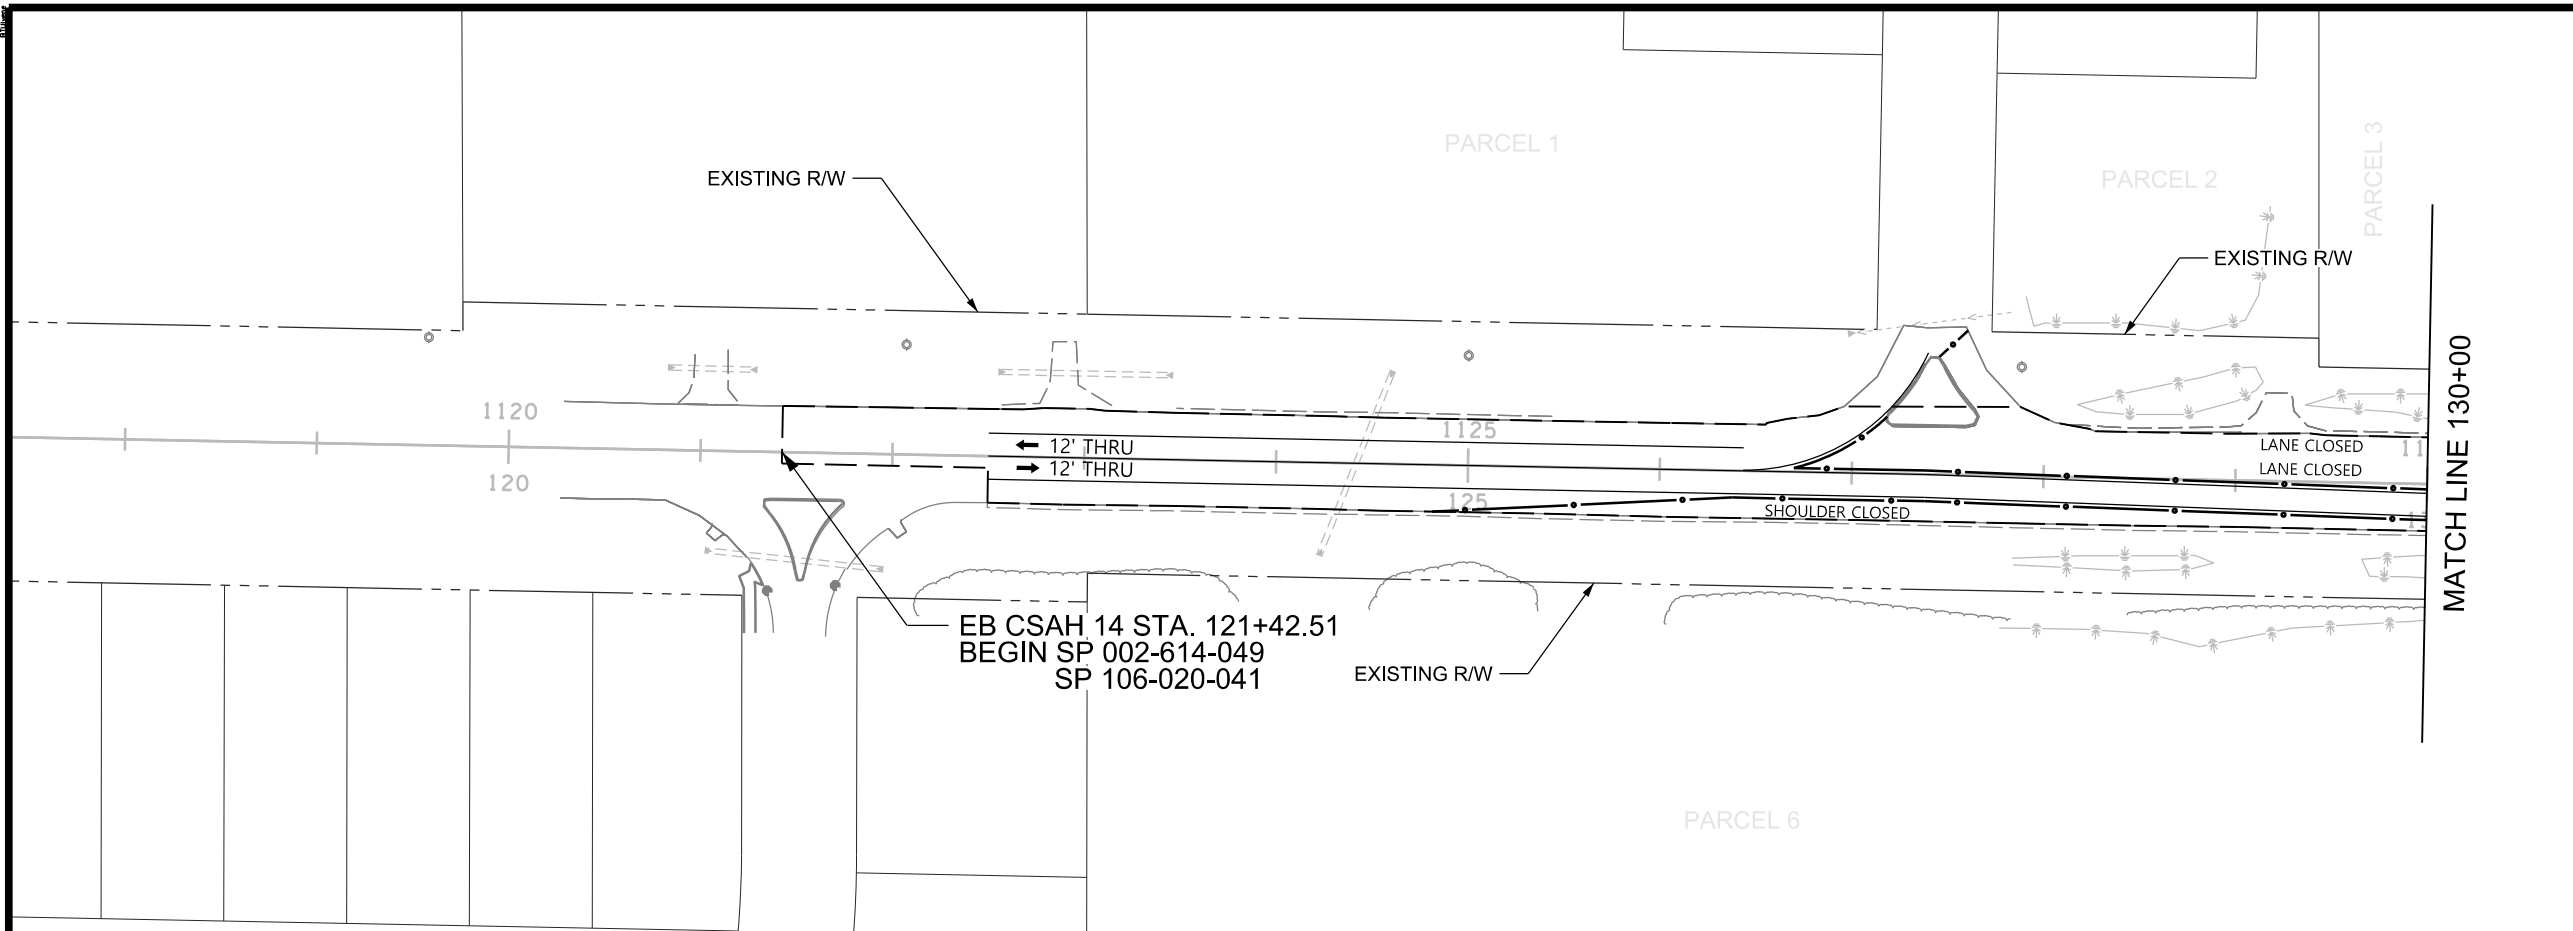 PARCEL 1
PARCEL 3
EXISTING R/W
PARCEL 2
EXISTING R/W
1120
1125
12' THRU
12' THRU
LANE CLOSED
LANE CLOSED
120
125
SHOULDER CLOSED
MATCH LINE 130+00
EB CSAH 14 STA. 121+42.51
BEGIN SP 002-614-049
SP 106-020-041
EXISTING R/W
PARCEL 6